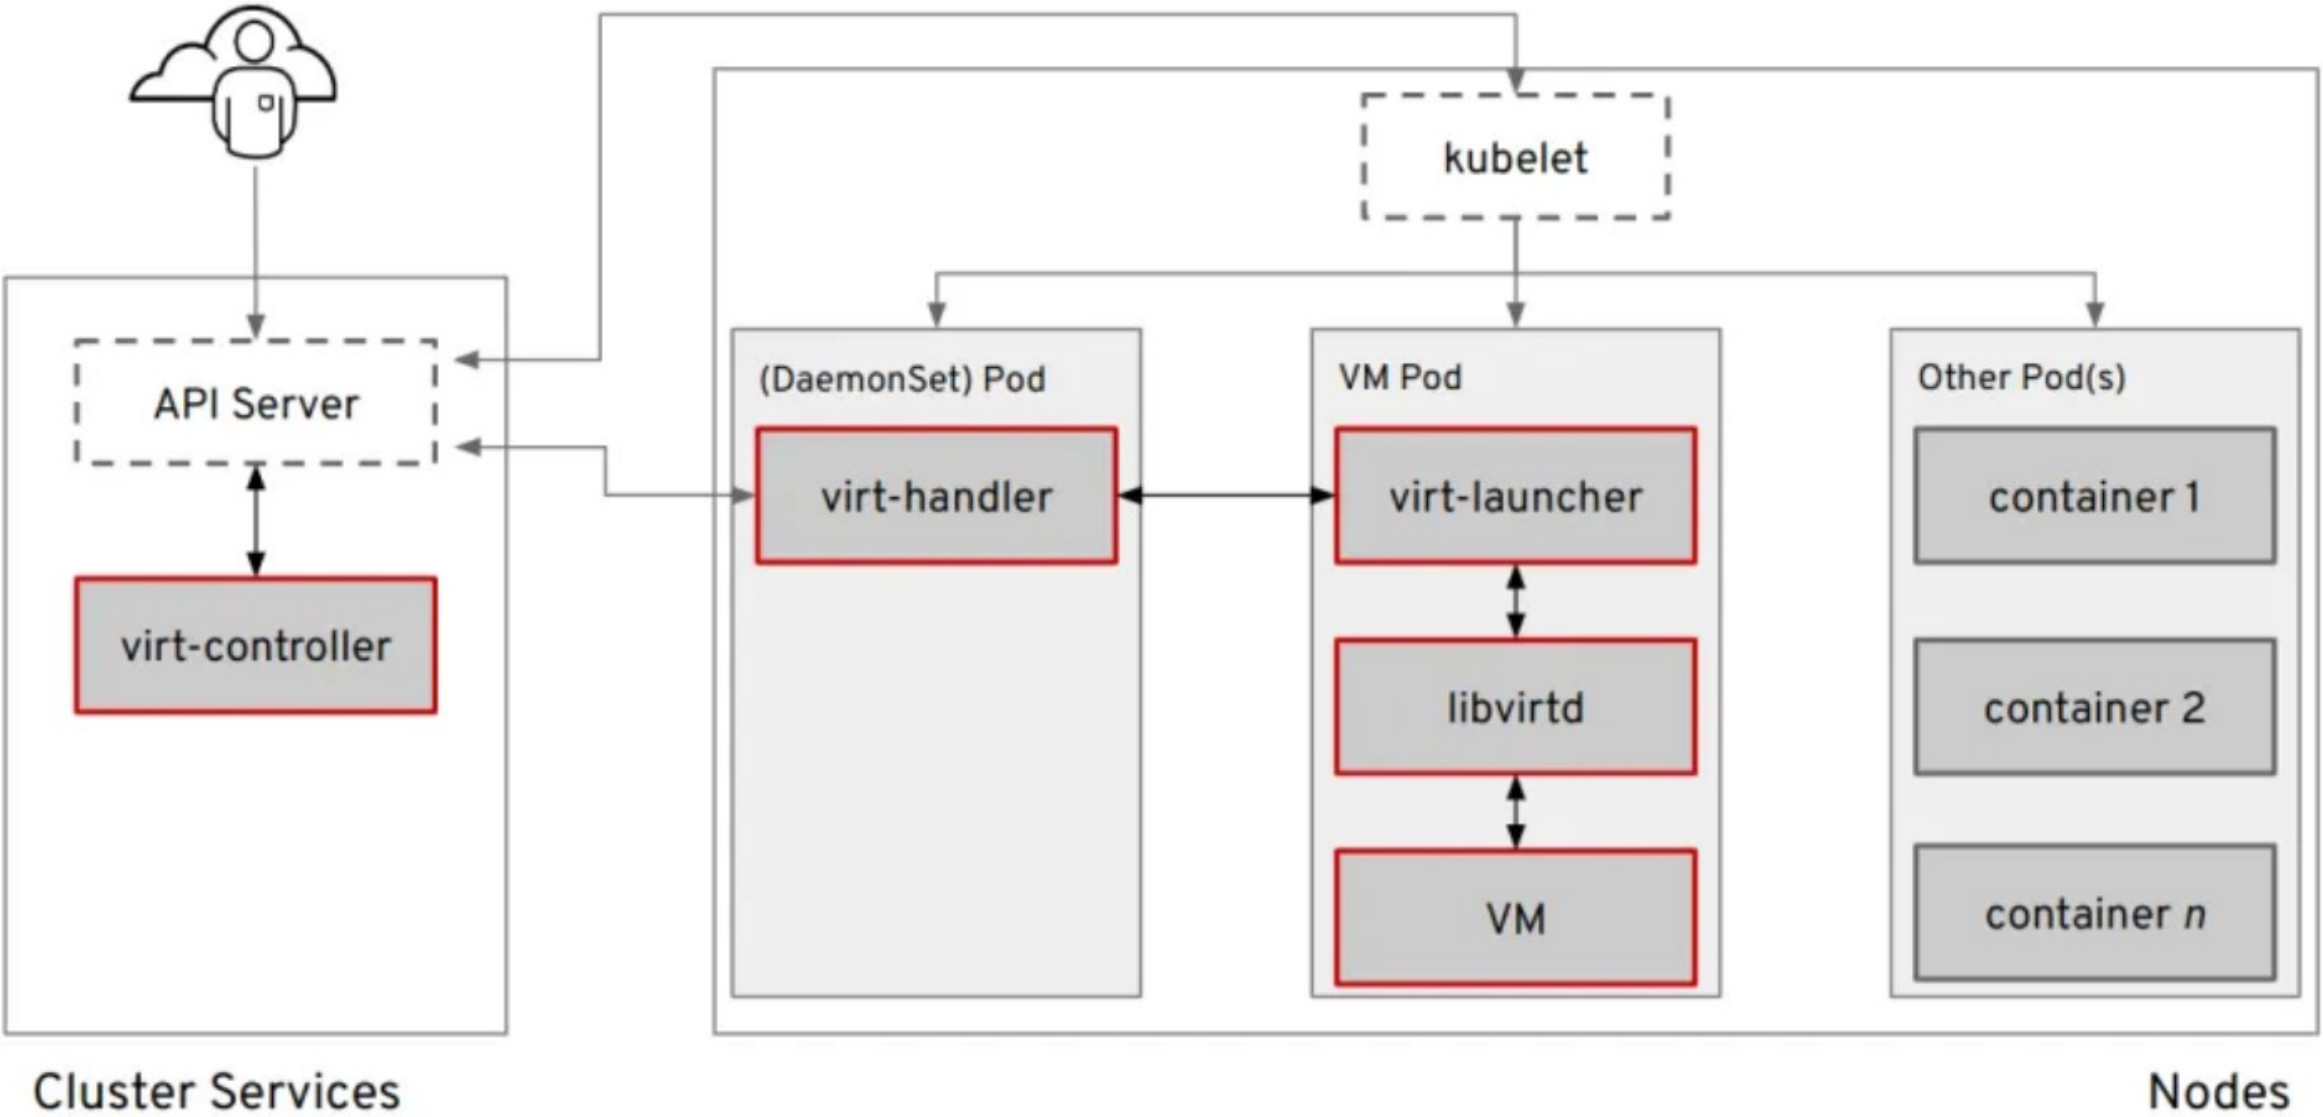 kubelet
API Server
(DaemonSet) Pod
VM Pod
Other Pod(s)
virt-handler
virt-launcher
container 1
virt-controller
libvirtd
container 2
VM
container n
Cluster Services
Nodes